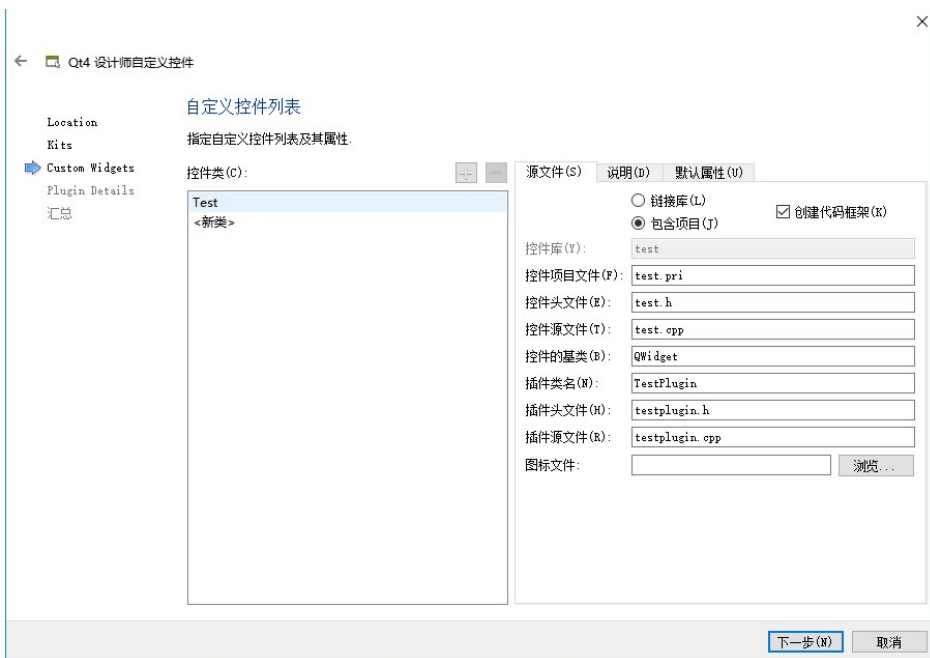 Qt4 设计师自定义控件
Location
Kits
Custom Widgets
Plugin Details
汇总
自定义控件列表
指定自定义控件列表及其属性.
控件类(C):
Test
<新类>
源文件(S) 说明(D) 默认属性(U)
链接库(L)
包含项目(J)
创建代码框架(K)
控件库(Y): test
控件项目文件(F): test.pri
控件头文件(E): test.h
控件源文件(T): test.cpp
控件的基类(B): QWidget
插件类名(N): TestPlugin
插件头文件(H): testplugin.h
插件源文件(R): testplugin.cpp
图标文件: 浏览...
下一步(N) 取消